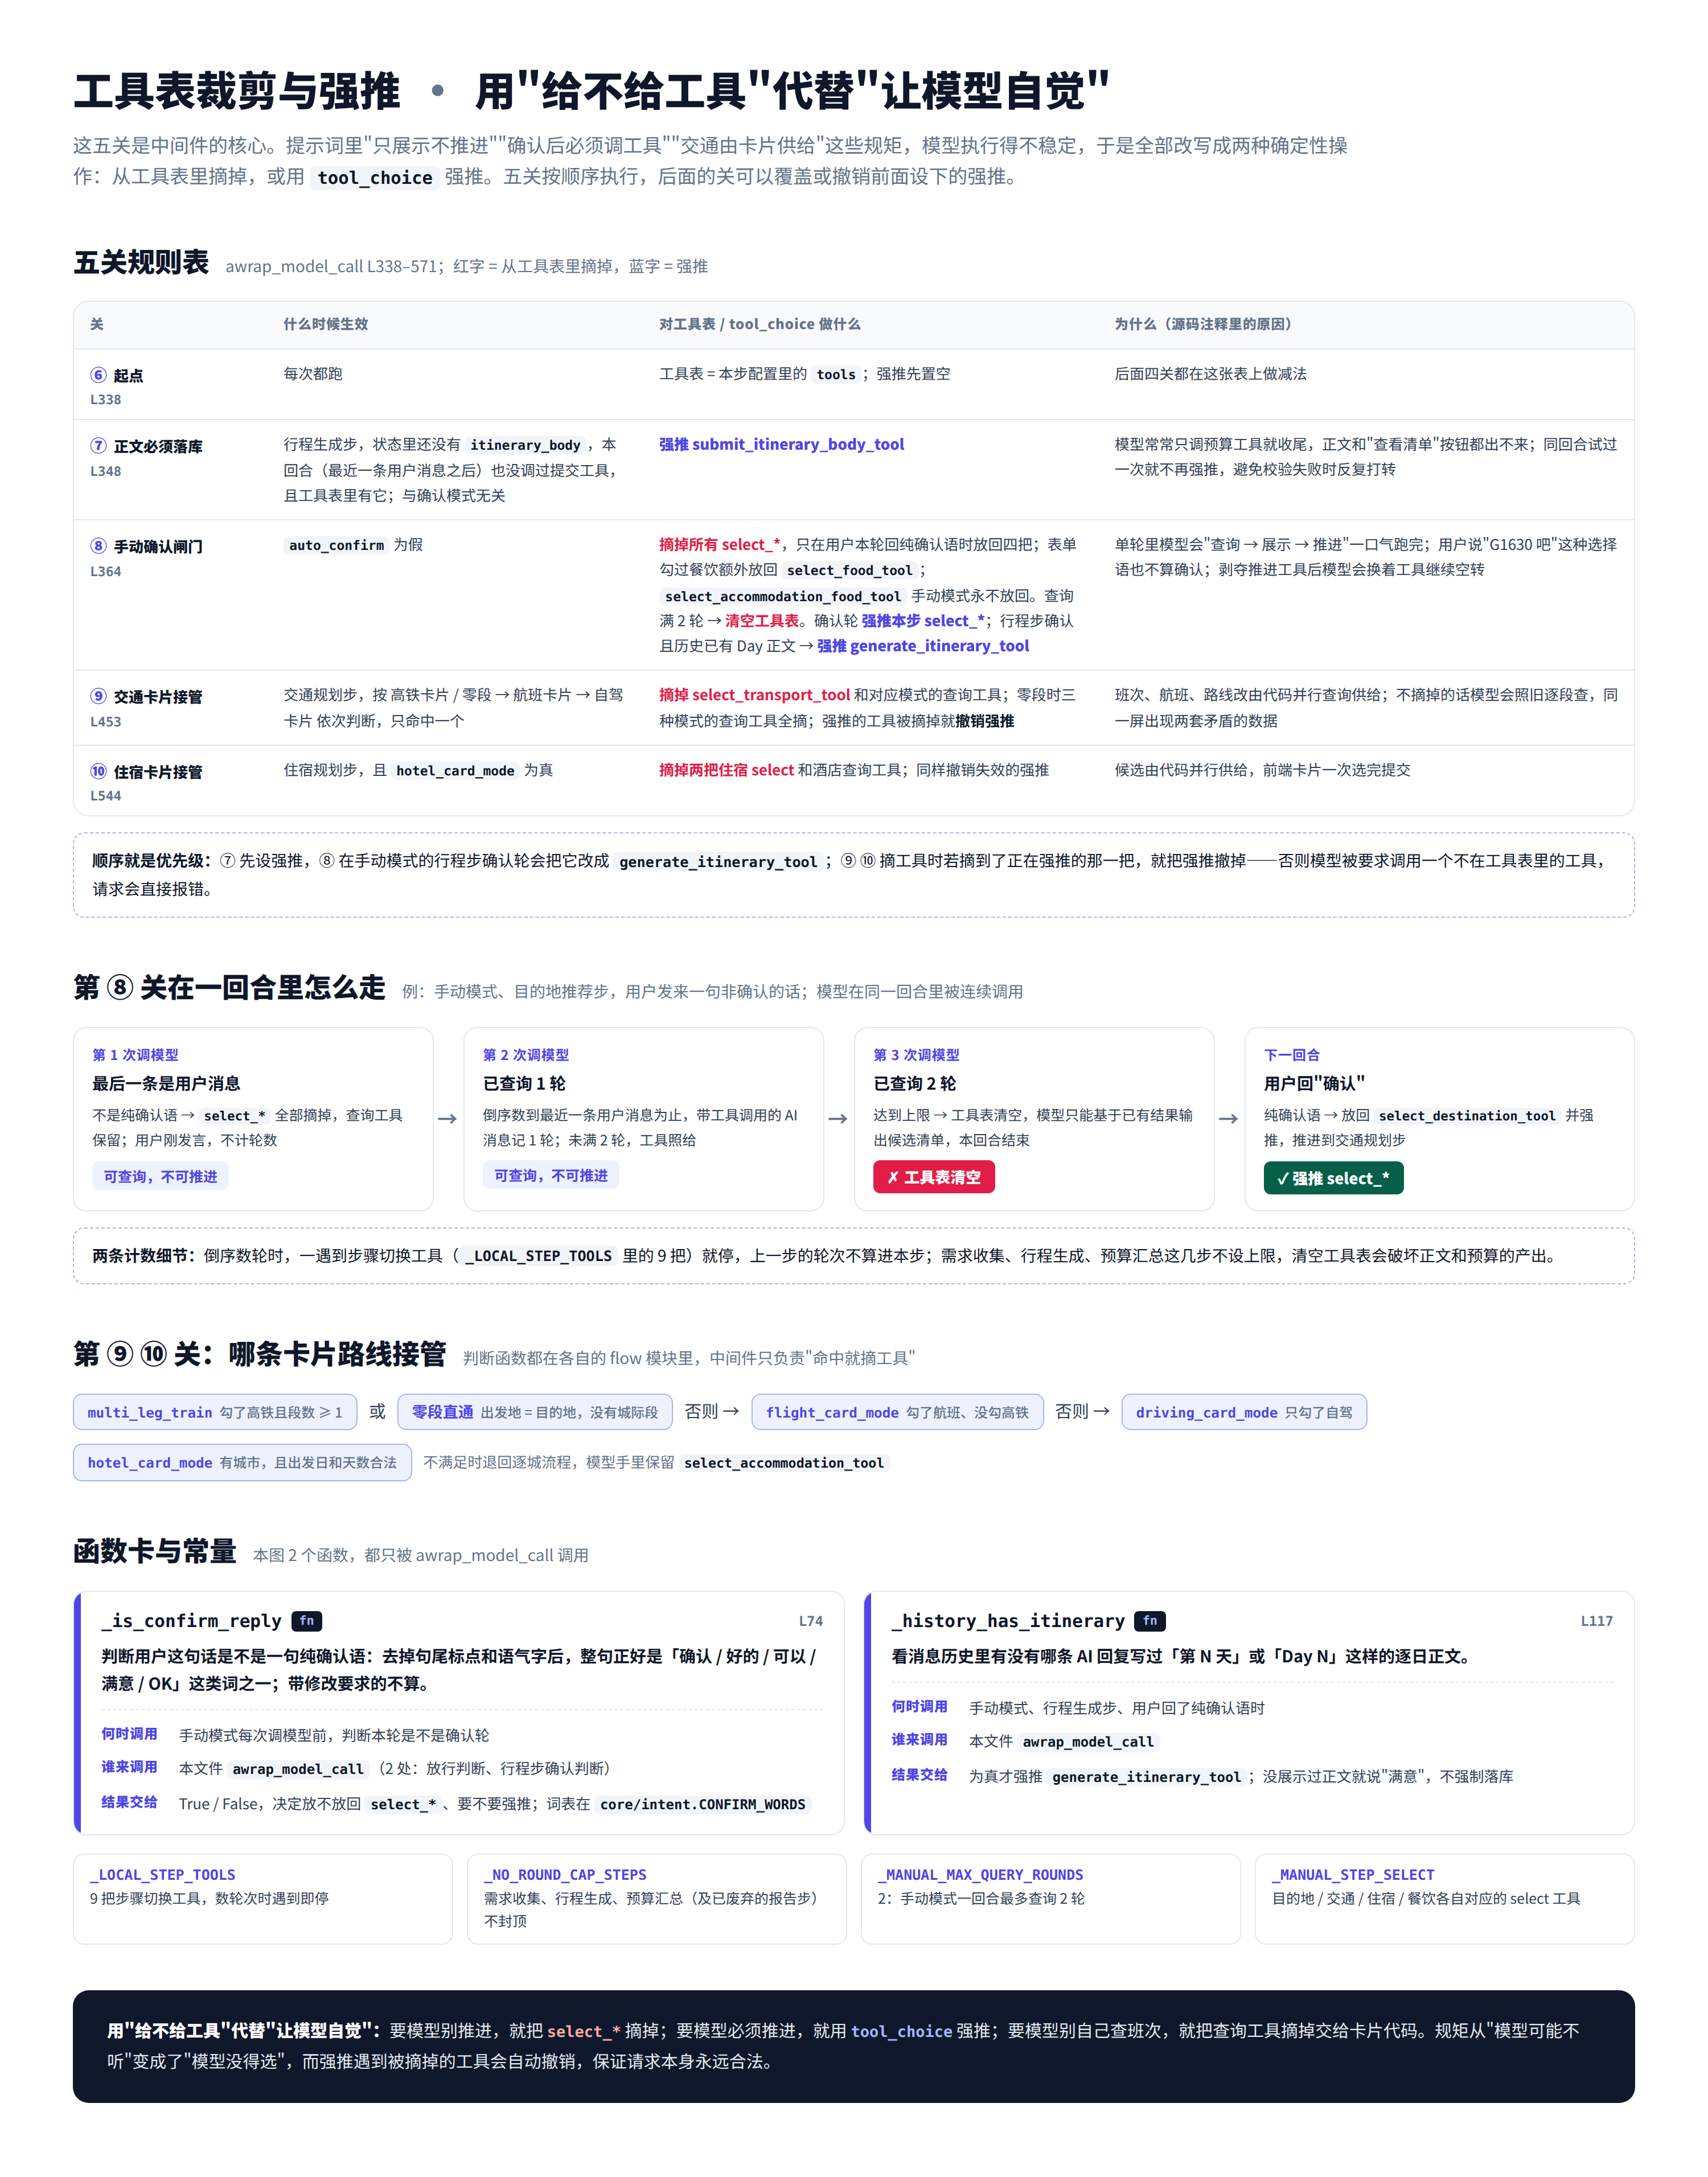 工具表裁剪与强推 · 用"给不给工具"代替"让模型自觉"
这五关是中间件的核心。提示词里"只展示不推进""确认后必须调工具""交通由卡片供给"这些规矩，模型执行得不稳定，于是全部改写成两种确定性操
作：从工具表里摘掉，或用 tool_choice 强推。五关按顺序执行，后面的关可以覆盖或撤销前面设下的强推。
五关规则表 awrap_model_call L338–571；红字 = 从工具表里摘掉，蓝字 = 强推
关 什么时候生效 对工具表 / tool_choice 做什么 为什么（源码注释里的原因）
⑥ 起点
L338
每次都跑
工具表 = 本步配置里的 tools；强推先置空
后面四关都在这张表上做减法
⑦ 正文必须落库
L348
行程生成步，状态里还没有 itinerary_body，本
回合（最近一条用户消息之后）也没调过提交工具，
且工具表里有它；与确认模式无关
强推 submit_itinerary_body_tool
模型常常只调预算工具就收尾，正文和"查看清单"按钮都出不来；同回合试过
一次就不再强推，避免校验失败时反复打转
⑧ 手动确认闸门
L364
auto_confirm 为假
摘掉所有 select_*，只在用户本轮回纯确认语时放回四把；表单
勾过餐饮额外放回 select_food_tool；
select_accommodation_food_tool 手动模式永不放回。查询
满 2 轮 → 清空工具表。确认轮 强推本步 select_*；行程步确认
且历史已有 Day 正文 → 强推 generate_itinerary_tool
单轮里模型会"查询 → 展示 → 推进"一口气跑完；用户说"G1630 吧"这种选择
语也不算确认；剥夺推进工具后模型会换着工具继续空转
⑨ 交通卡片接管
L453
交通规划步，按 高铁卡片 / 零段 → 航班卡片 → 自驾
卡片 依次判断，只命中一个
摘掉 select_transport_tool 和对应模式的查询工具；零段时三
种模式的查询工具全摘；强推的工具被摘掉就撤销强推
班次、航班、路线改由代码并行查询供给；不摘掉的话模型会照旧逐段查，同
一屏出现两套矛盾的数据
⑩ 住宿卡片接管
L544
住宿规划步，且 hotel_card_mode 为真
摘掉两把住宿 select 和酒店查询工具；同样撤销失效的强推
候选由代码并行供给，前端卡片一次选完提交
顺序就是优先级：⑦ 先设强推，⑧ 在手动模式的行程步确认轮会把它改成 generate_itinerary_tool；⑨ ⑩ 摘工具时若摘到了正在强推的那一把，就把强推撤掉——否则模型被要求调用一个不在工具表里的工具，
请求会直接报错。
第 ⑧ 关在一回合里怎么走 例：手动模式、目的地推荐步，用户发来一句非确认的话；模型在同一回合里被连续调用
第 1 次调模型
最后一条是用户消息
不是纯确认语 → select_* 全部摘掉，查询工具
保留；用户刚发言，不计轮数
可查询，不可推进
→
第 2 次调模型
已查询 1 轮
倒序数到最近一条用户消息为止，带工具调用的 AI
消息记 1 轮；未满 2 轮，工具照给
可查询，不可推进
→
第 3 次调模型
已查询 2 轮
达到上限 → 工具表清空，模型只能基于已有结果输
出候选清单，本回合结束
✗ 工具表清空
→
下一回合
用户回"确认"
纯确认语 → 放回 select_destination_tool 并强
推，推进到交通规划步
✓ 强推 select_*
两条计数细节：倒序数轮时，一遇到步骤切换工具（_LOCAL_STEP_TOOLS 里的 9 把）就停，上一步的轮次不算进本步；需求收集、行程生成、预算汇总这几步不设上限，清空工具表会破坏正文和预算的产出。
第 ⑨ ⑩ 关：哪条卡片路线接管 判断函数都在各自的 flow 模块里，中间件只负责"命中就摘工具"
multi_leg_train 勾了高铁且段数 ≥ 1 或 零段直通 出发地 = 目的地，没有城际段 否则 → flight_card_mode 勾了航班、没勾高铁 否则 → driving_card_mode 只勾了自驾
hotel_card_mode 有城市，且出发日和天数合法 不满足时退回逐城流程，模型手里保留 select_accommodation_tool
函数卡与常量 本图 2 个函数，都只被 awrap_model_call 调用
_is_confirm_reply fn L74
判断用户这句话是不是一句纯确认语：去掉句尾标点和语气字后，整句正好是「确认 / 好的 / 可以 /
满意 / OK」这类词之一；带修改要求的不算。
何时调用 手动模式每次调模型前，判断本轮是不是确认轮
谁来调用 本文件 awrap_model_call（2 处：放行判断、行程步确认判断）
结果交给 True / False，决定放不放回 select_*、要不要强推；词表在 core/intent.CONFIRM_WORDS
_history_has_itinerary fn L117
看消息历史里有没有哪条 AI 回复写过「第 N 天」或「Day N」这样的逐日正文。
何时调用 手动模式、行程生成步、用户回了纯确认语时
谁来调用 本文件 awrap_model_call
结果交给 为真才强推 generate_itinerary_tool；没展示过正文就说"满意"，不强制落库
_LOCAL_STEP_TOOLS
9 把步骤切换工具，数轮次时遇到即停
_NO_ROUND_CAP_STEPS
需求收集、行程生成、预算汇总（及已废弃的报告步）
不封顶
_MANUAL_MAX_QUERY_ROUNDS
2：手动模式一回合最多查询 2 轮
_MANUAL_STEP_SELECT
目的地 / 交通 / 住宿 / 餐饮各自对应的 select 工具
用"给不给工具"代替"让模型自觉"：要模型别推进，就把 select_* 摘掉；要模型必须推进，就用 tool_choice 强推；要模型别自己查班次，就把查询工具摘掉交给卡片代码。规矩从"模型可能不
听"变成了"模型没得选"，而强推遇到被摘掉的工具会自动撤销，保证请求本身永远合法。